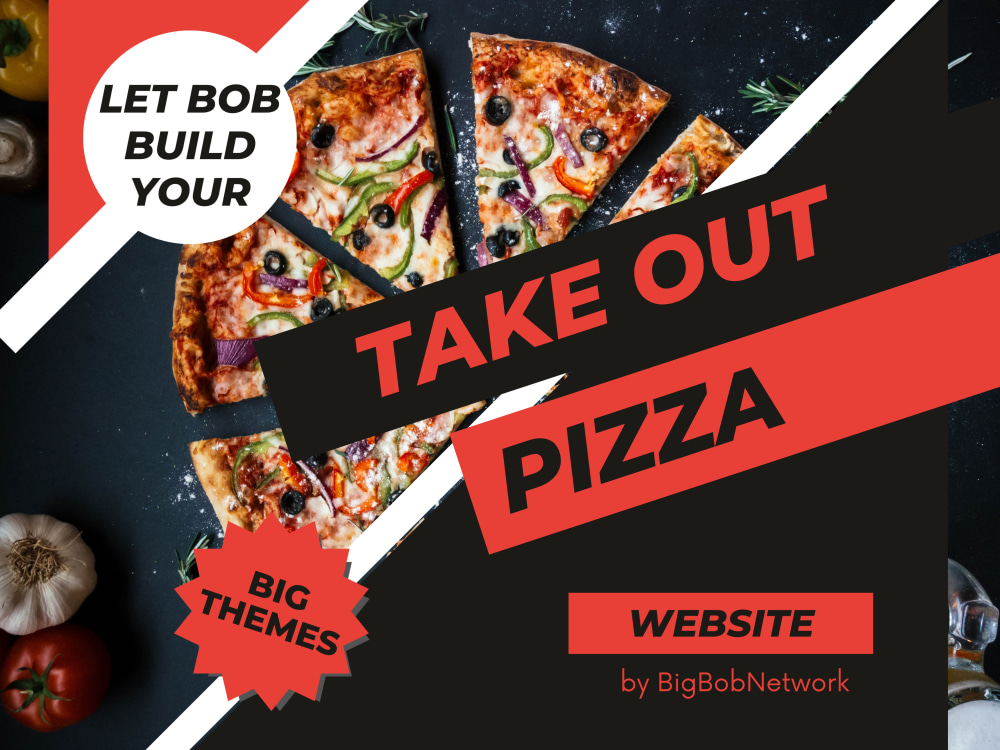 LET BOB
BUILD
YOUR
TAKE OUT
PIZZA
BIG
THEMES
WEBSITE
by BigBobNetwork